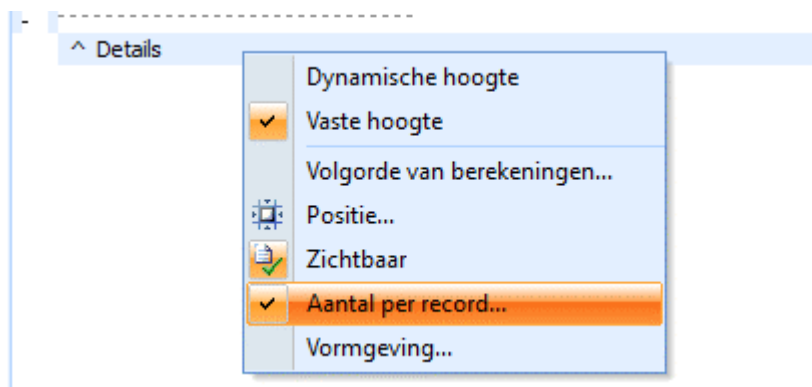 ^ Details
Dynamische hoogte
Vaste hoogte
Volgorde van berekeningen...
Positie...
Zichtbaar
Aantal per record...
Vormgeving...